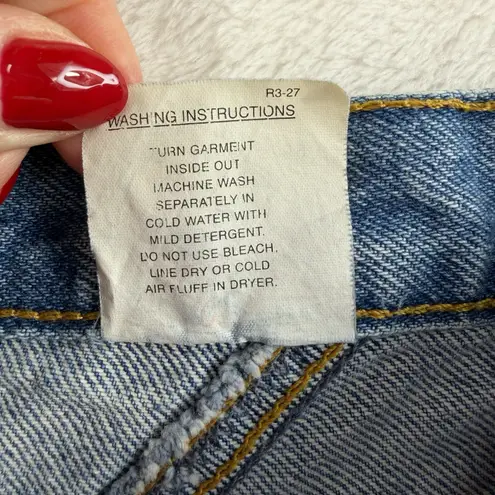 R3-27
WASHING INSTRUCTIONS
TURN GARMENT
INSIDE OUT
MACHINE WASH
SEPARATELY IN
COLD WATER WITH
MILD DETERGENT.
DO NOT USE BLEACH.
LINE DRY OR COLD
AIR FLUFF IN DRYER.